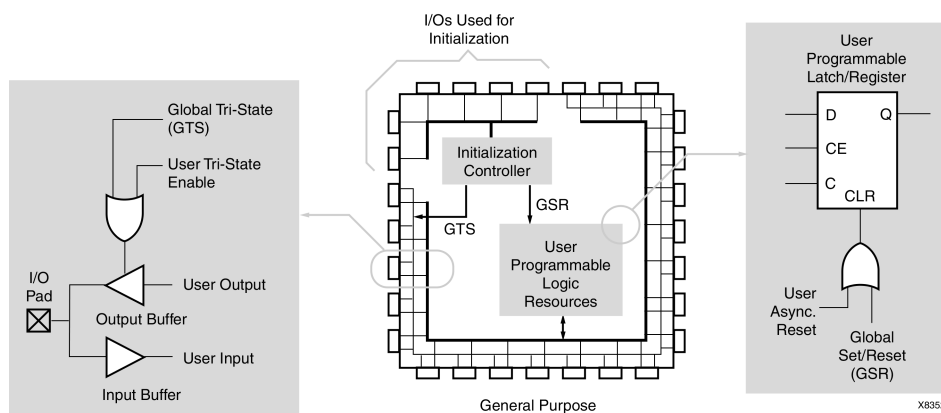 I/Os Used for
Initialization
Global Tri-State
(GTS)
User Tri-State
Enable
I/O
Pad
User Output
Output Buffer
User Input
Input Buffer
Initialization
Controller
GTS
GSR
User
Programmable
Logic
Resources
General Purpose
User
Programmable
Latch/Register
D
Q
CE
C
CLR
User
Async.
Reset
Global
Set/Reset
(GSR)